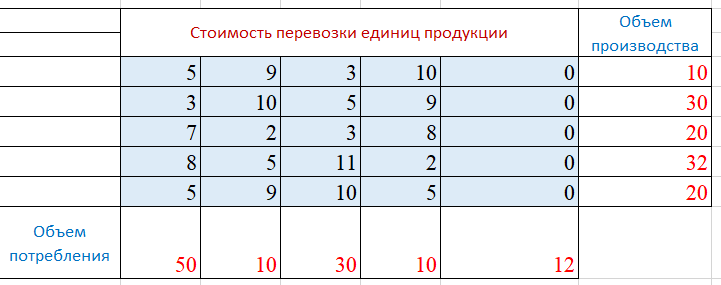 Стоимость перевозки единиц продукции
Объем
производства
5 9 3 10 0 10
3 10 5 9 0 30
7 2 3 8 0 20
8 5 11 2 0 32
5 9 10 5 0 20
Объем
потребления
50 10 30 10 12